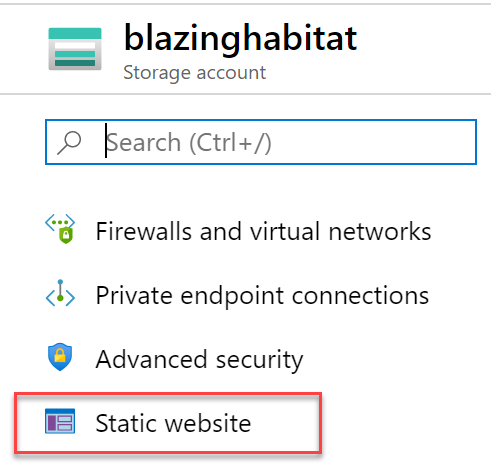 blazinghabitat
Storage account
Search (Ctrl+/)
Firewalls and virtual networks
Private endpoint connections
Advanced security
Static website